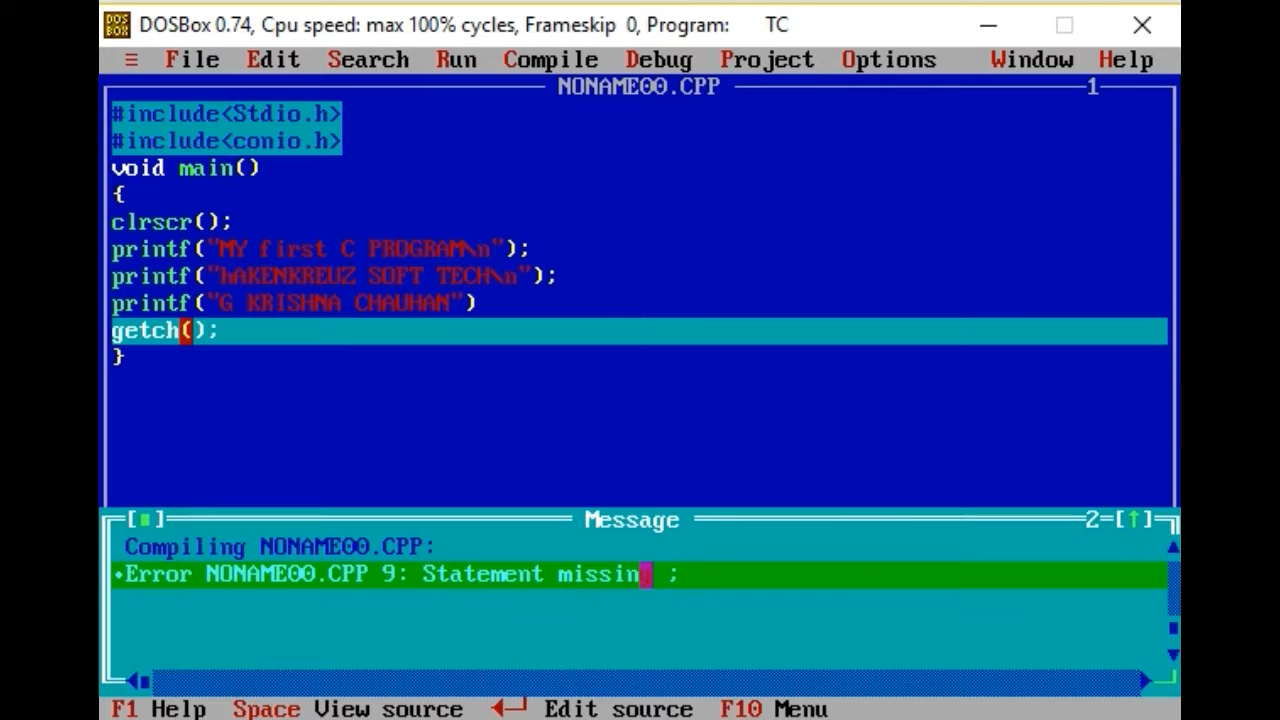 DOSBox 0.74, Cpu speed: max 100% cycles, Frameskip 0, Program: TC
≡ File Edit Search Run Compile Debug Project Options Window Help
NONAME00.CPP 1
#include<Stdio.h>
#include<conio.h>
void main()
{
clrscr();
printf("MY first C PROGRAM\n");
printf("hAKENKREUZ SOFT TECH\n");
printf("G KRISHNA CHAUHAN")
getch();
}
[■] Message 2=[↑]
Compiling NONAME00.CPP:
•Error NONAME00.CPP 9: Statement missin ;
F1 Help Space View source ←┘ Edit source F10 Menu